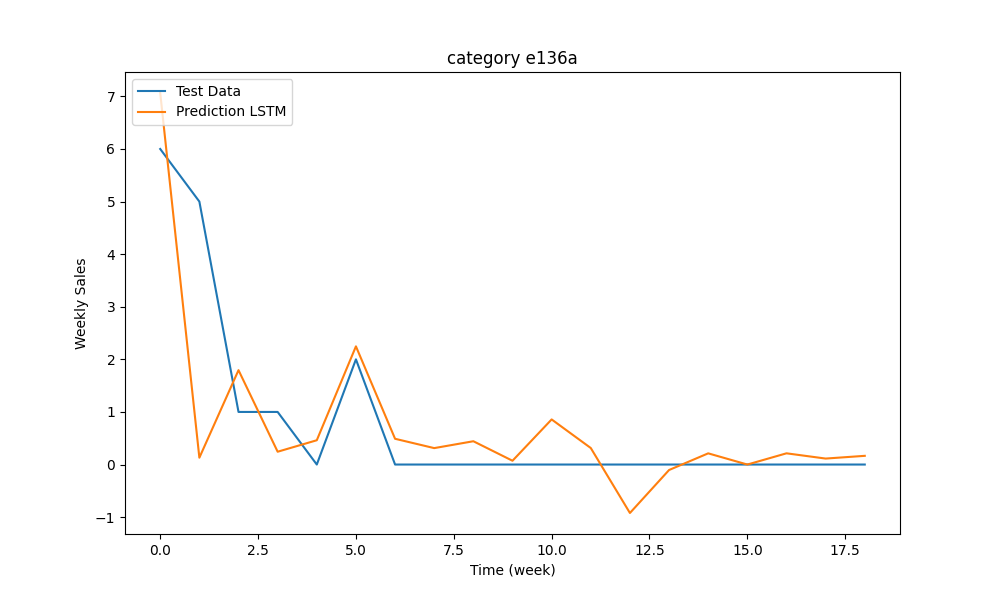 category e136a
Test Data
Prediction LSTM
7
6
5
4
3
2
1
0
−1
Weekly Sales
0.0 2.5 5.0 7.5 10.0 12.5 15.0 17.5
Time (week)